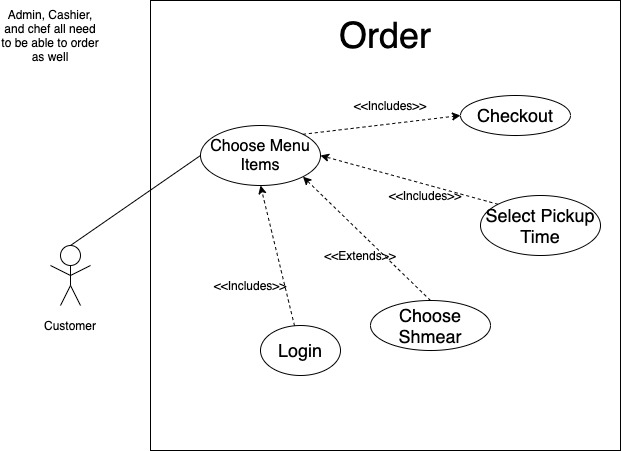 Admin, Cashier,
and chef all need
to be able to order
as well
Order
<<Includes>>
Checkout
Choose Menu
Items
<<Includes>>
Select Pickup
Time
<<Extends>>
<<Includes>>
Choose
Shmear
Customer
Login